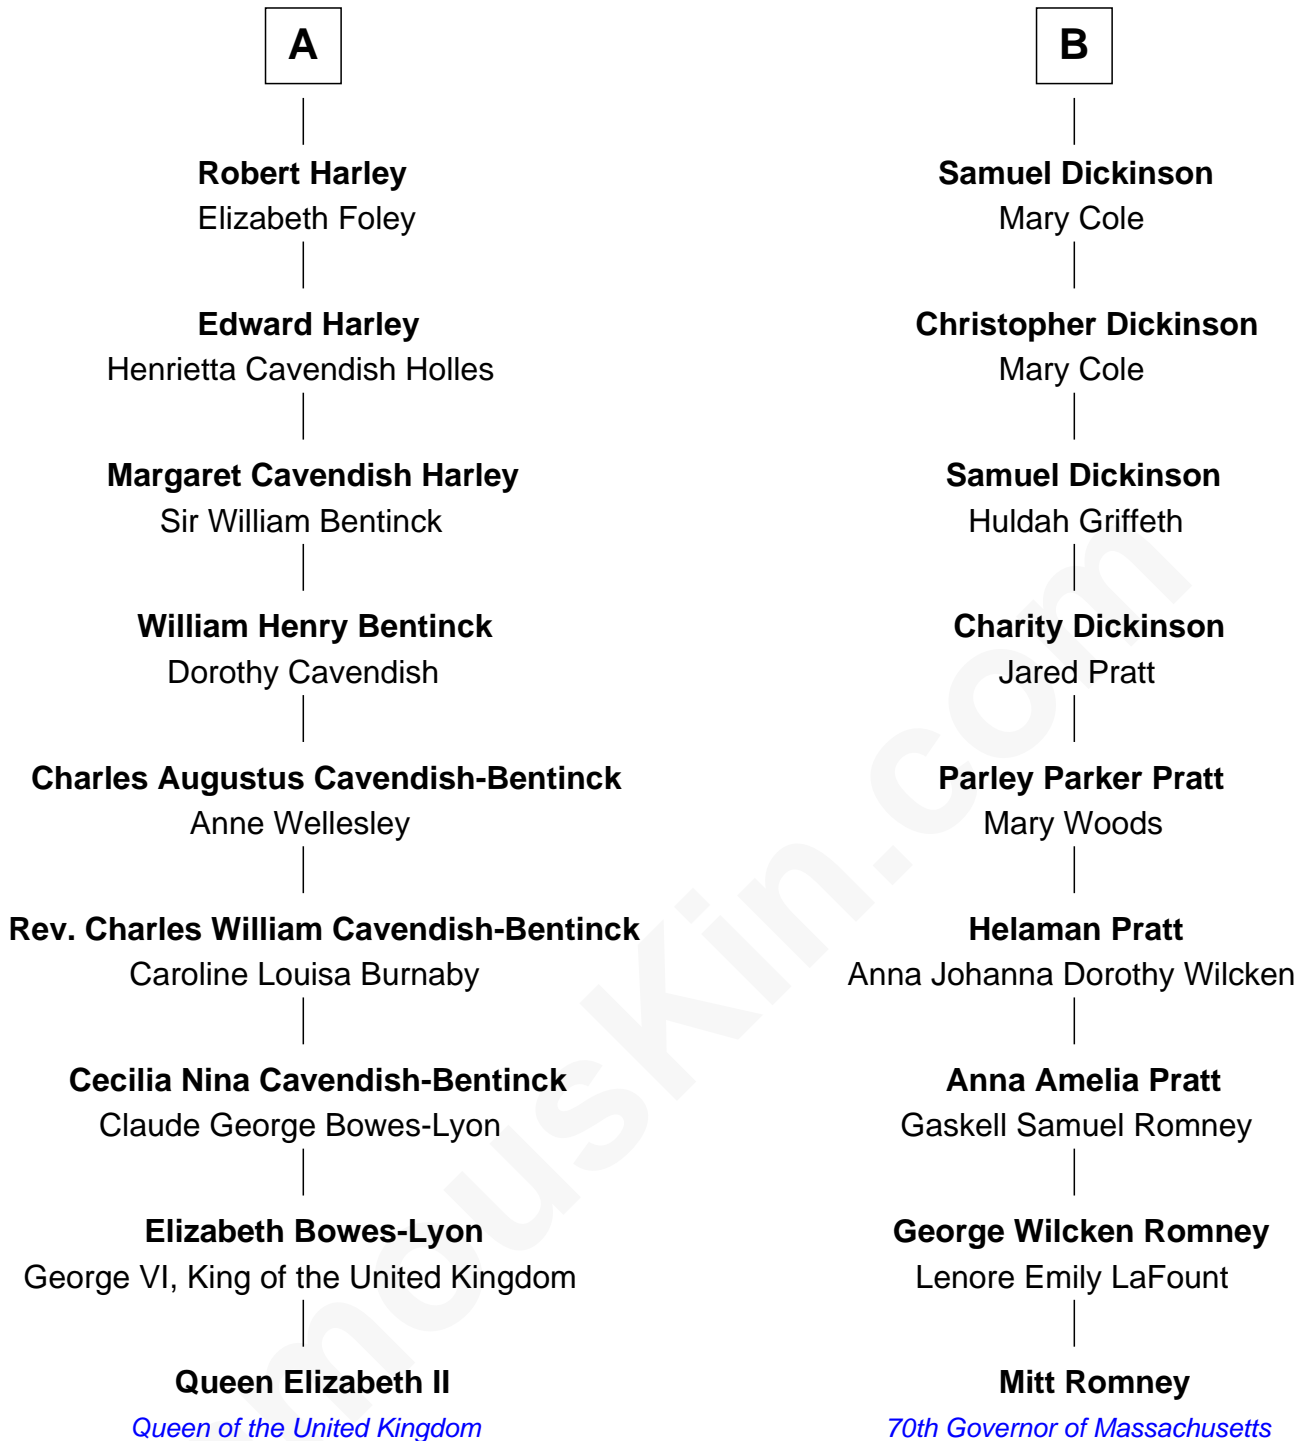 A
Robert Harley
Elizabeth Foley
Edward Harley
Henrietta Cavendish Holles
Margaret Cavendish Harley
Sir William Bentinck
William Henry Bentinck
Dorothy Cavendish
Charles Augustus Cavendish-Bentinck
Anne Wellesley
Rev. Charles William Cavendish-Bentinck
Caroline Louisa Burnaby
Cecilia Nina Cavendish-Bentinck
Claude George Bowes-Lyon
Elizabeth Bowes-Lyon
George VI, King of the United Kingdom
Queen Elizabeth II
Queen of the United Kingdom
B
Samuel Dickinson
Mary Cole
Christopher Dickinson
Mary Cole
Samuel Dickinson
Huldah Griffeth
Charity Dickinson
Jared Pratt
Parley Parker Pratt
Mary Woods
Helaman Pratt
Anna Johanna Dorothy Wilcken
Anna Amelia Pratt
Gaskell Samuel Romney
George Wilcken Romney
Lenore Emily LaFount
Mitt Romney
70th Governor of Massachusetts
mouskin.com